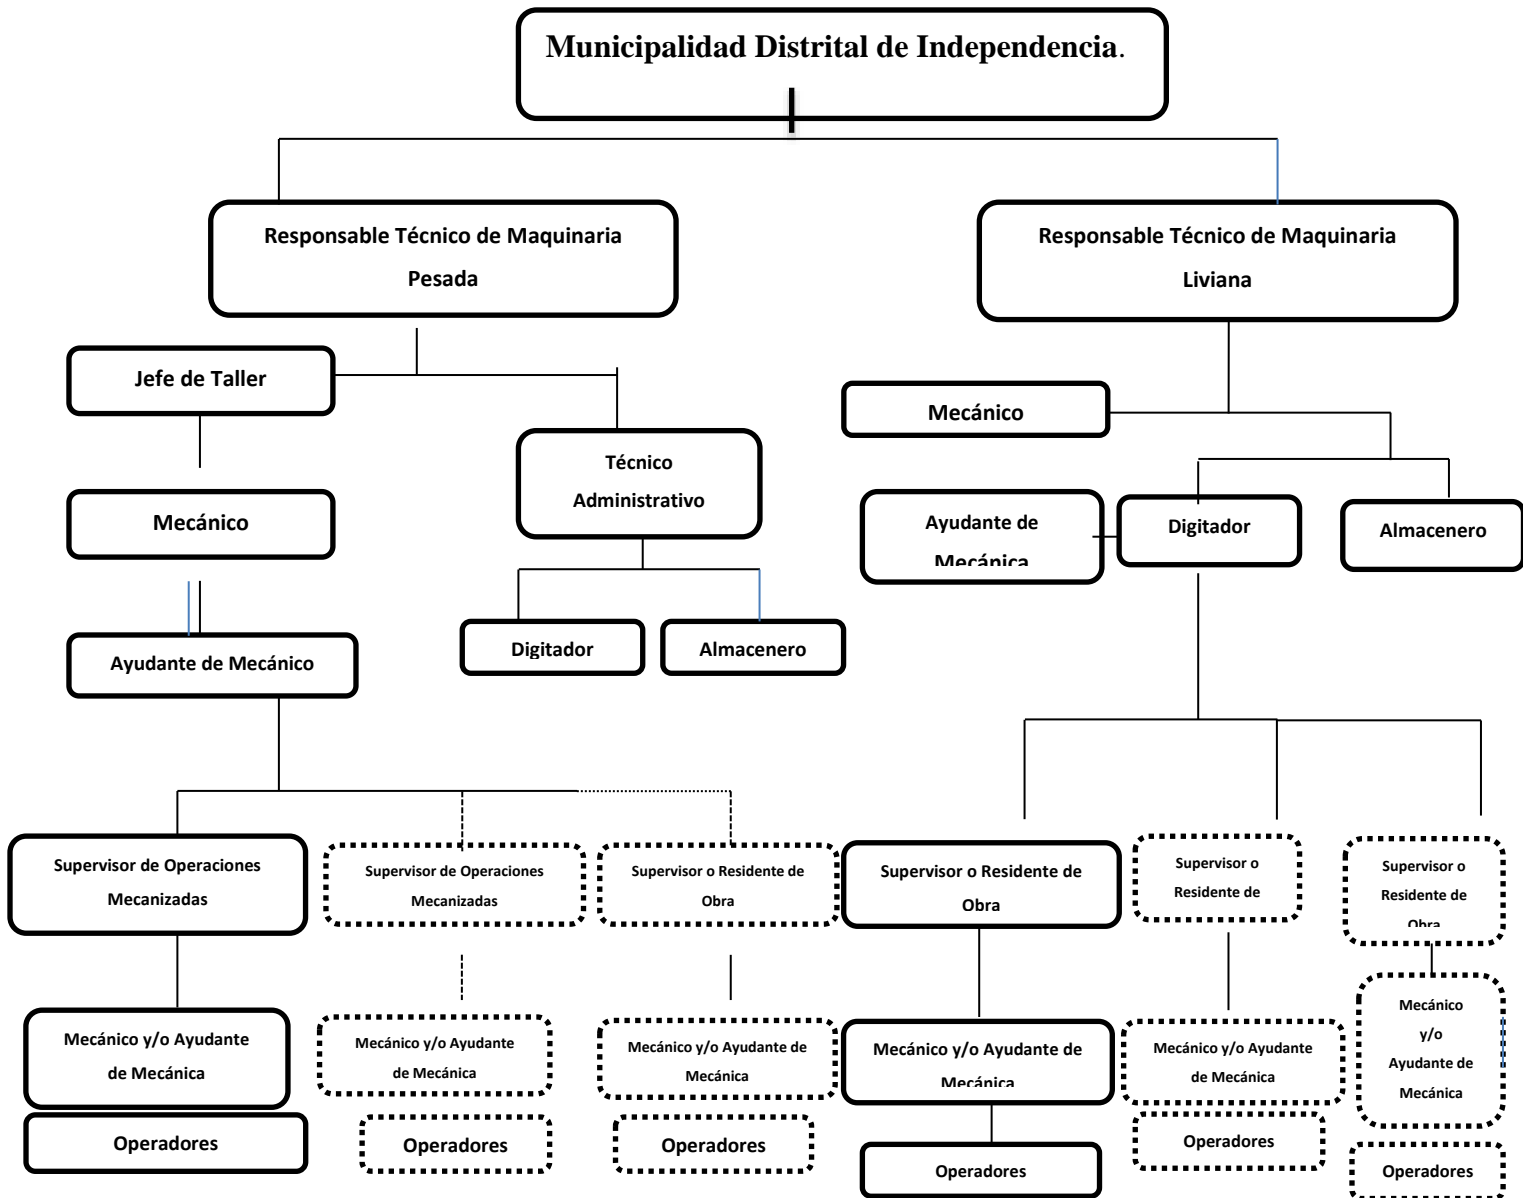 Municipalidad Distrital de Independencia.
Responsable Técnico de Maquinaria
Pesada
Responsable Técnico de Maquinaria
Liviana
Jefe de Taller
Mecánico
Técnico
Administrativo
Mecánico
Ayudante de
Mecánica
Digitador
Almacenero
Digitador
Almacenero
Ayudante de Mecánico
Supervisor de Operaciones
Mecanizadas
Supervisor de Operaciones
Mecanizadas
Supervisor o Residente de
Obra
Supervisor o Residente de
Obra
Supervisor o
Residente de
Supervisor o
Residente de
Obra
Mecánico y/o Ayudante
de Mecánica
Mecánico y/o Ayudante
de Mecánica
Mecánico y/o Ayudante de
Mecánica
Mecánico y/o Ayudante de
Mecánica
Mecánico y/o Ayudante
de Mecánica
Mecánico
y/o
Ayudante de
Mecánica
Operadores
Operadores
Operadores
Operadores
Operadores
Operadores